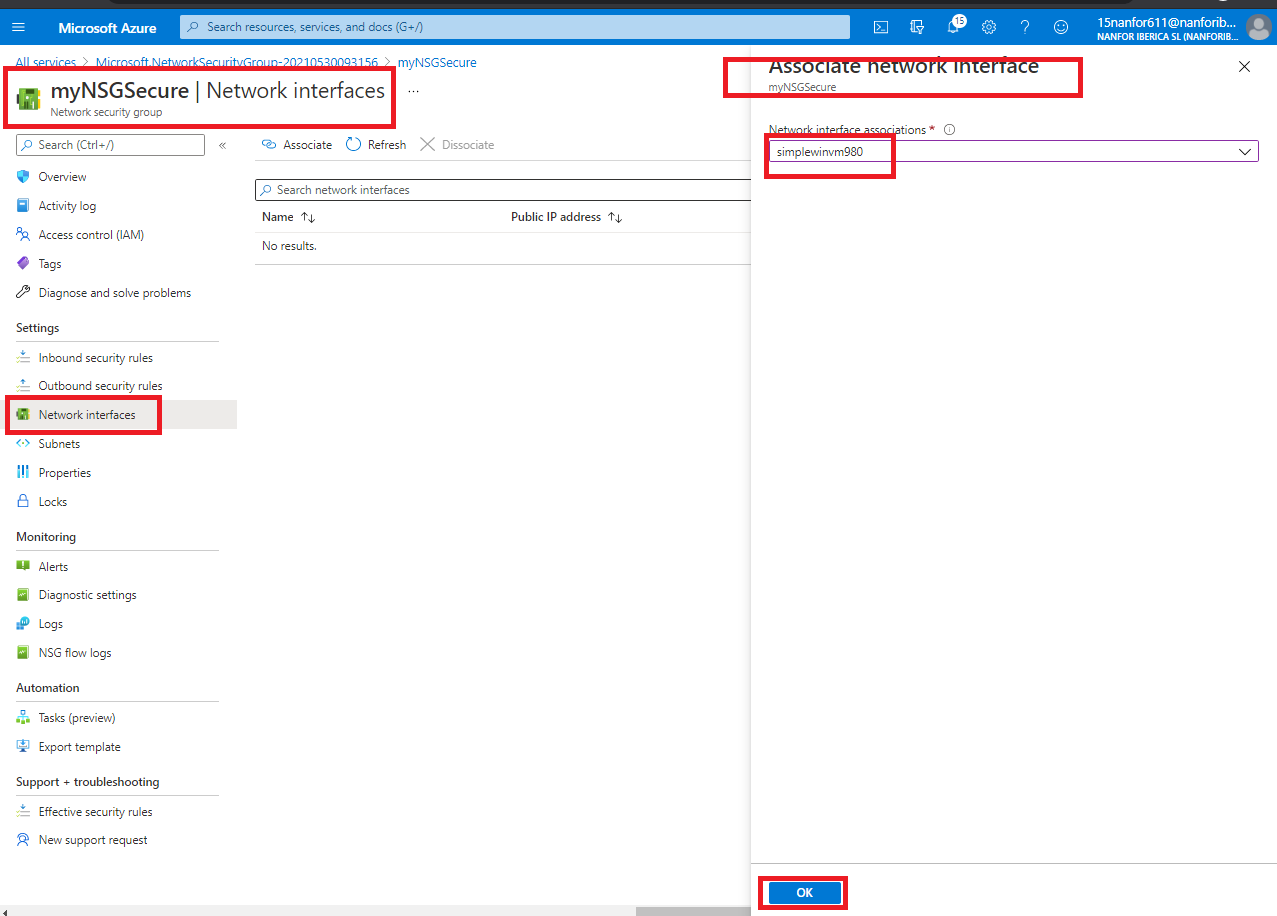 Microsoft Azure
Search resources, services, and docs (G+/)
15
15nanfor611@nanforib...
NANFOR IBERICA SL (NANFORIB...
All services > Microsoft.NetworkSecurityGroup-20210530093156 > myNSGSecure
myNSGSecure | Network interfaces ...
Network security group
Search (Ctrl+/)
«
Overview
Activity log
Access control (IAM)
Tags
Diagnose and solve problems
Settings
Inbound security rules
Outbound security rules
Network interfaces
Subnets
Properties
Locks
Monitoring
Alerts
Diagnostic settings
Logs
NSG flow logs
Automation
Tasks (preview)
Export template
Support + troubleshooting
Effective security rules
New support request
Associate Refresh Dissociate
Search network interfaces
Name Public IP address
No results.
Associate network interface
myNSGSecure
Network interface associations *
simplewinvm980
OK